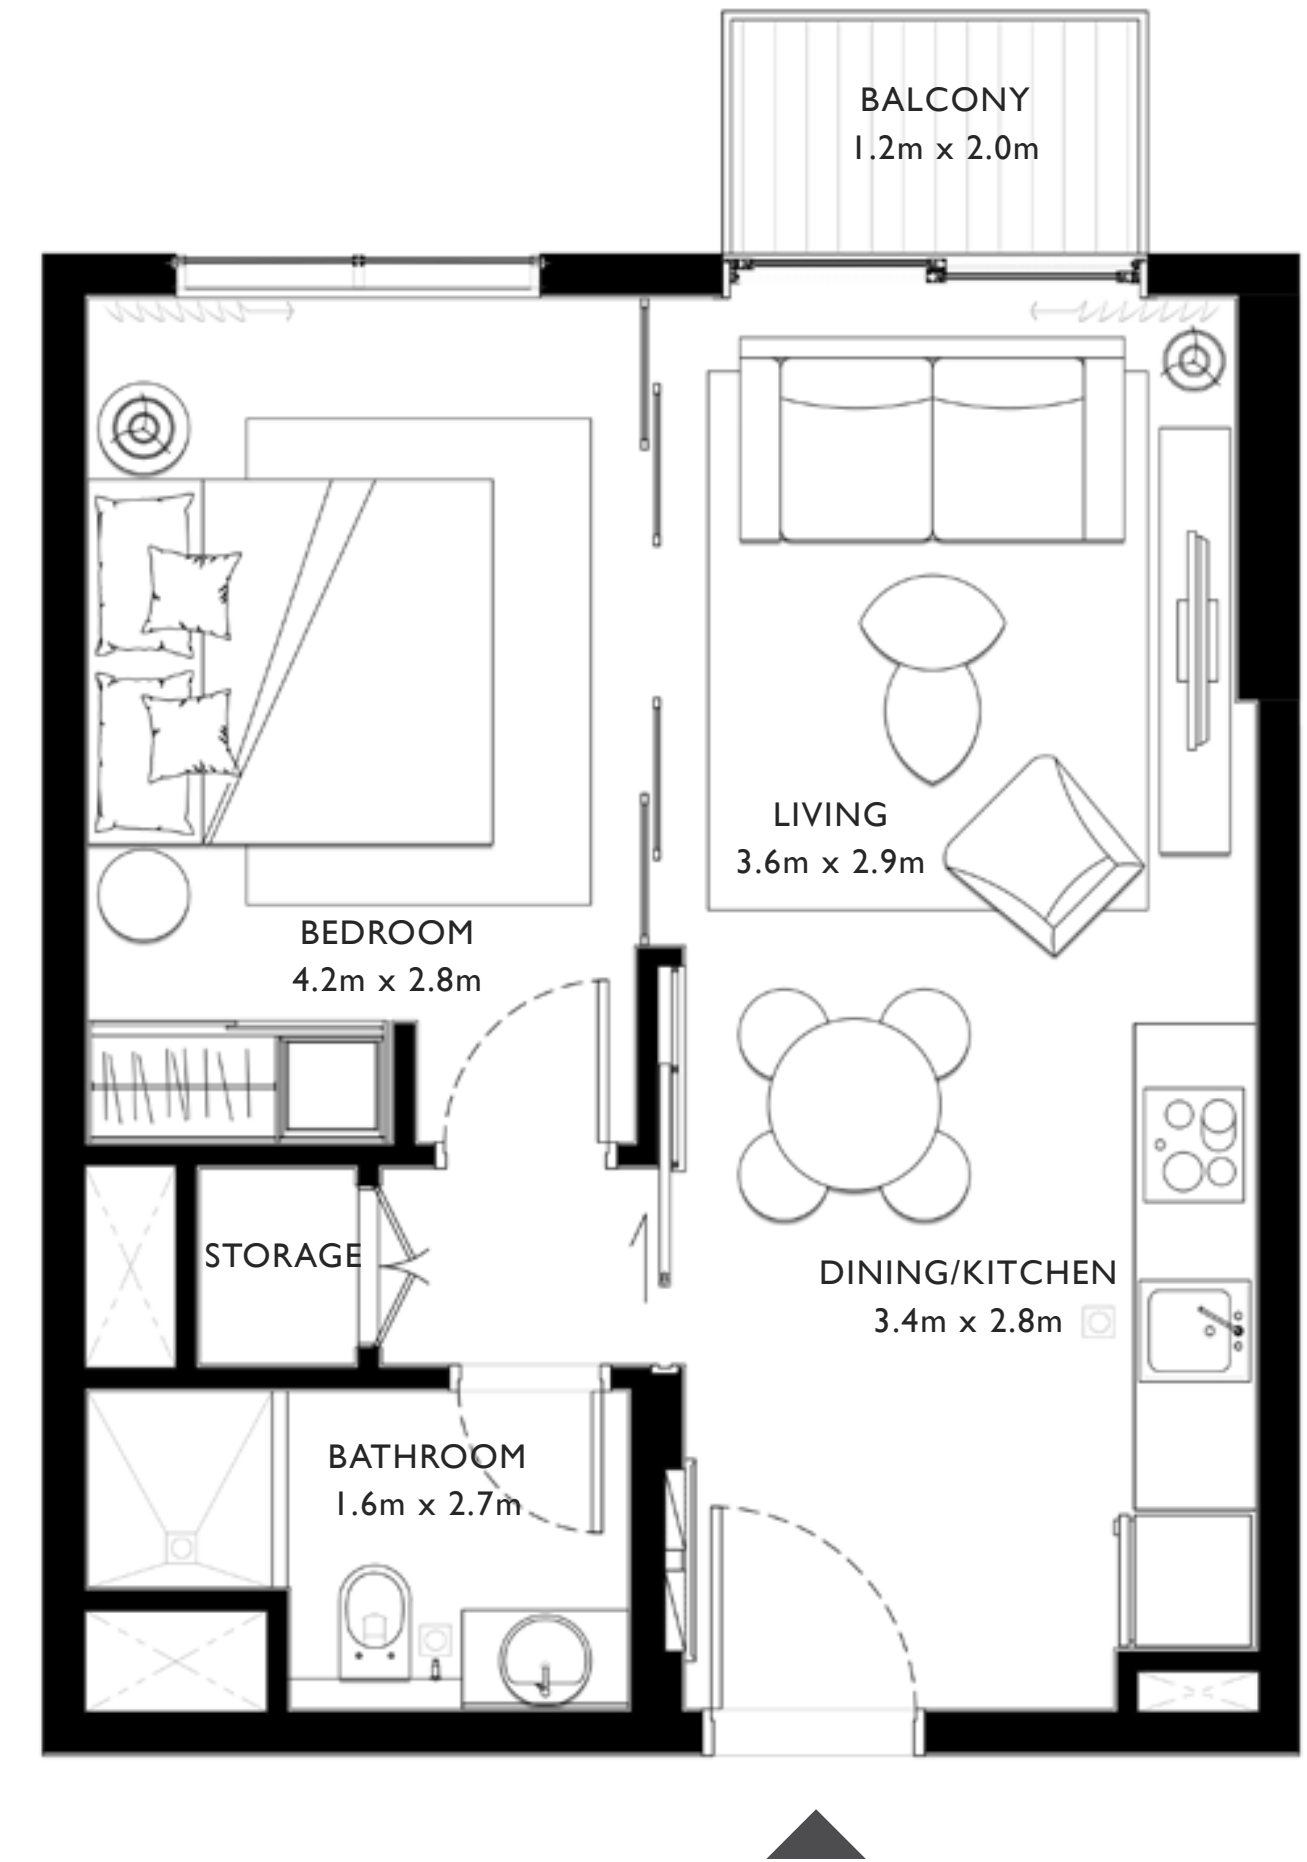 BALCONY
1.2m x 2.0m
LIVING
3.6m x 2.9m
BEDROOM
4.2m x 2.8m
STORAGE
DINING/KITCHEN
3.4m x 2.8m
BATHROOM
1.6m x 2.7m